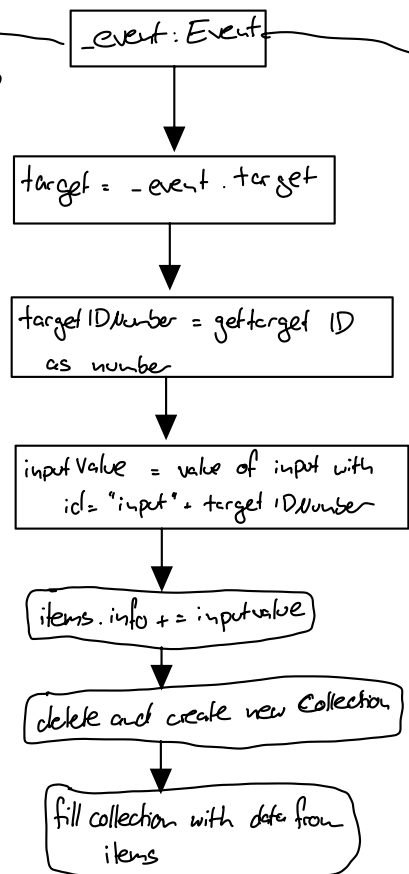 _event: Event
target = _event.target
targetIDNumber = gettarget ID
as number
inputValue = value of input with
id= "input" + targetIDNumber
items.info += inputvalue
delete and create new Collection
fill collection with data from
items